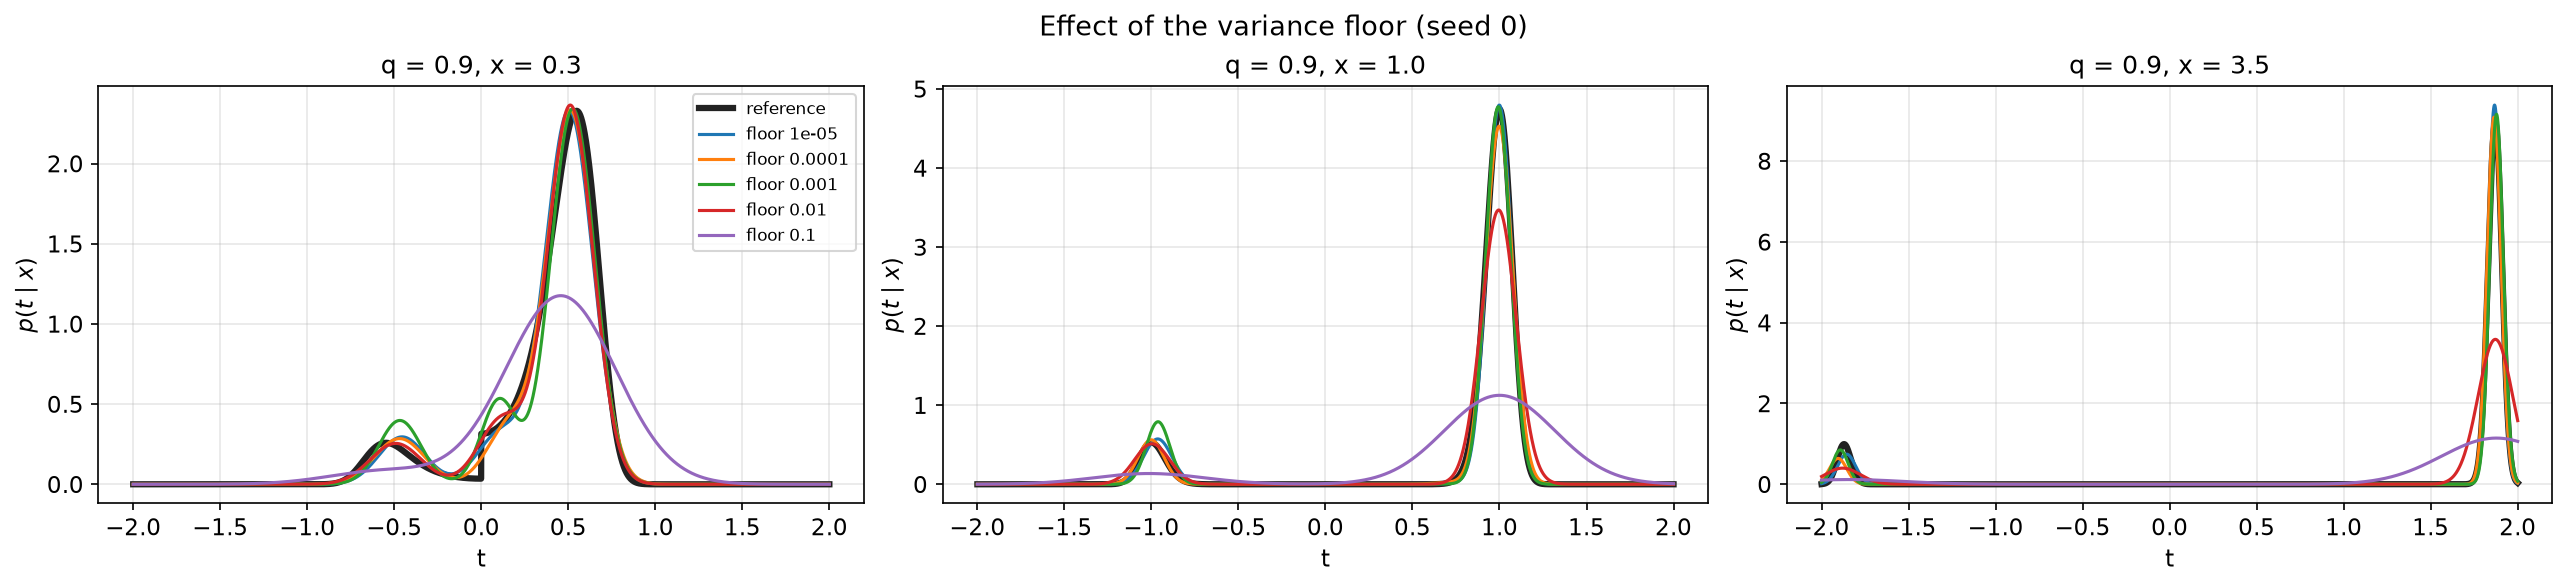 Effect of the variance floor (seed 0)
q = 0.9, x = 0.3
p(t | x)
2.0
1.5
1.0
0.5
0.0
reference
floor 1e-05
floor 0.0001
floor 0.001
floor 0.01
floor 0.1
−2.0 −1.5 −1.0 −0.5 0.0 0.5 1.0 1.5 2.0
t
q = 0.9, x = 1.0
p(t | x)
5
4
3
2
1
0
−2.0 −1.5 −1.0 −0.5 0.0 0.5 1.0 1.5 2.0
t
q = 0.9, x = 3.5
p(t | x)
8
6
4
2
0
−2.0 −1.5 −1.0 −0.5 0.0 0.5 1.0 1.5 2.0
t